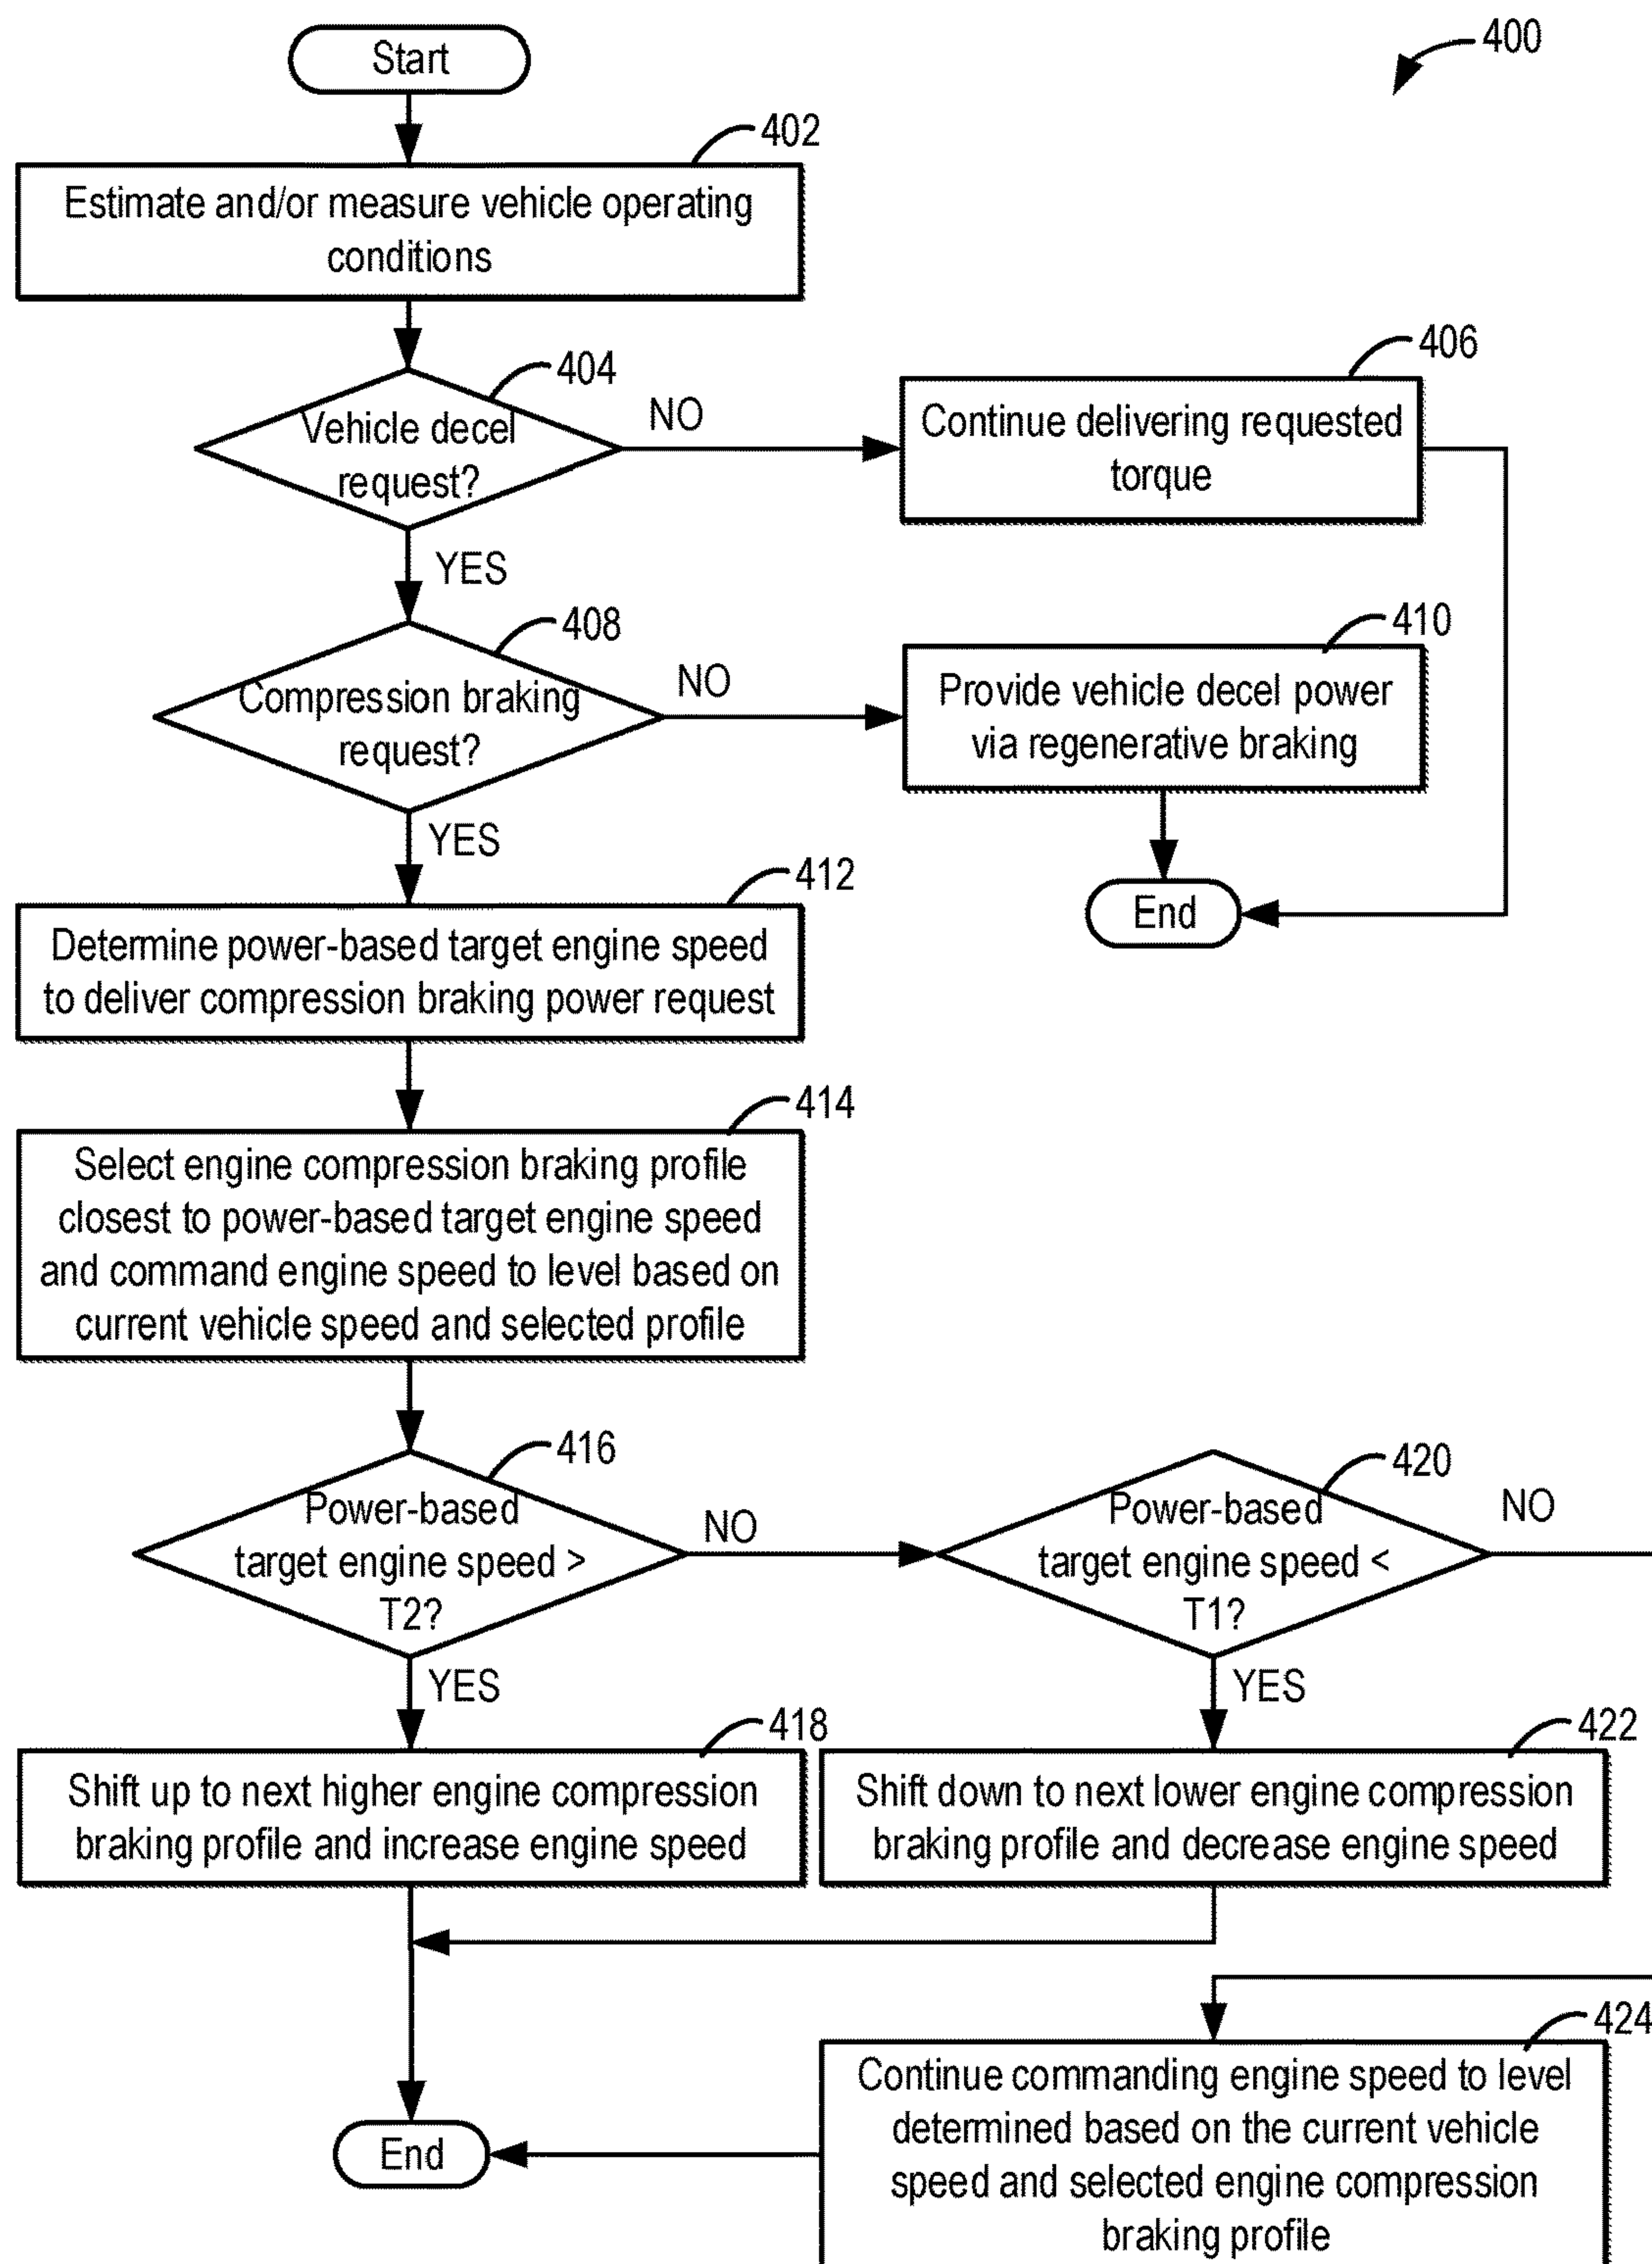 Start
400
402
Estimate and/or measure vehicle operating
conditions
404
Vehicle decel
request?
NO
406
Continue delivering requested
torque
YES
408
Compression braking
request?
NO
410
Provide vehicle decel power
via regenerative braking
YES
End
412
Determine power-based target engine speed
to deliver compression braking power request
414
Select engine compression braking profile
closest to power-based target engine speed
and command engine speed to level based on
current vehicle speed and selected profile
416
Power-based
target engine speed >
T2?
NO
420
Power-based
target engine speed <
T1?
NO
YES
YES
418
Shift up to next higher engine compression
braking profile and increase engine speed
422
Shift down to next lower engine compression
braking profile and decrease engine speed
424
Continue commanding engine speed to level
determined based on the current vehicle
speed and selected engine compression
braking profile
End